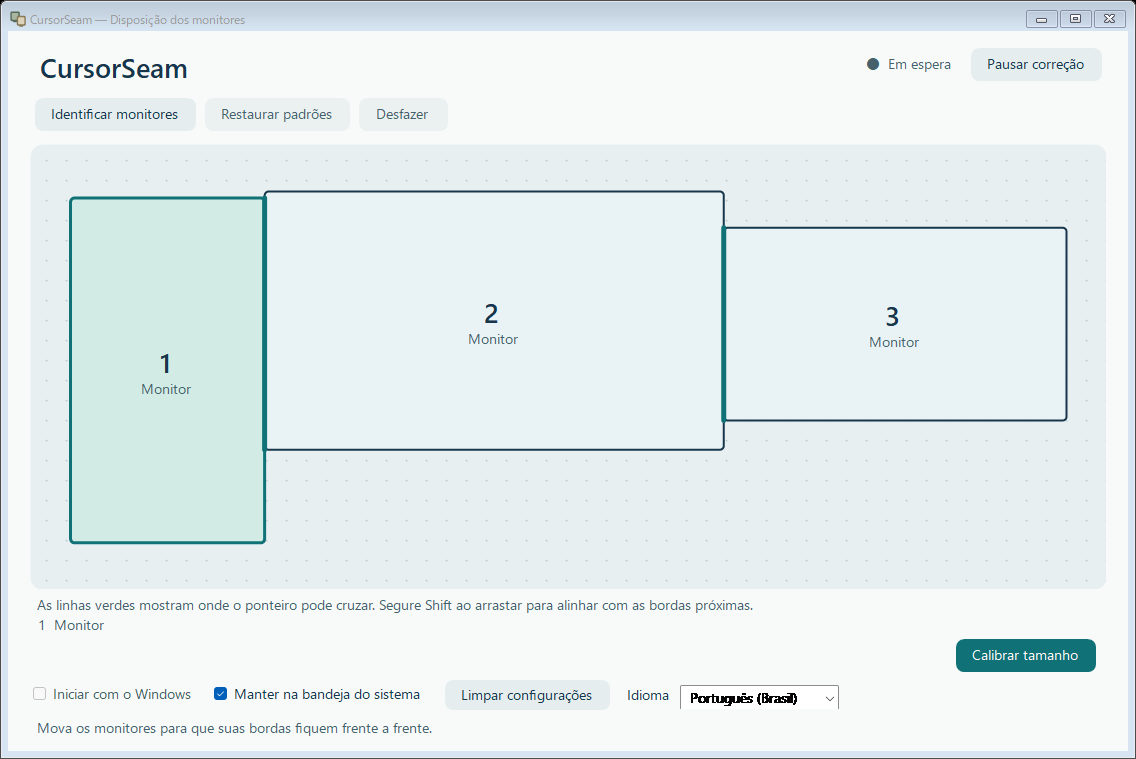 CursorSeam — Disposição dos monitores
CursorSeam
Em espera
Pausar correção
Identificar monitores
Restaurar padrões
Desfazer
1
Monitor
2
Monitor
3
Monitor
As linhas verdes mostram onde o ponteiro pode cruzar. Segure Shift ao arrastar para alinhar com as bordas próximas.
1 Monitor
Calibrar tamanho
Iniciar com o Windows
Manter na bandeja do sistema
Limpar configurações
Idioma
Português (Brasil)
Mova os monitores para que suas bordas fiquem frente a frente.